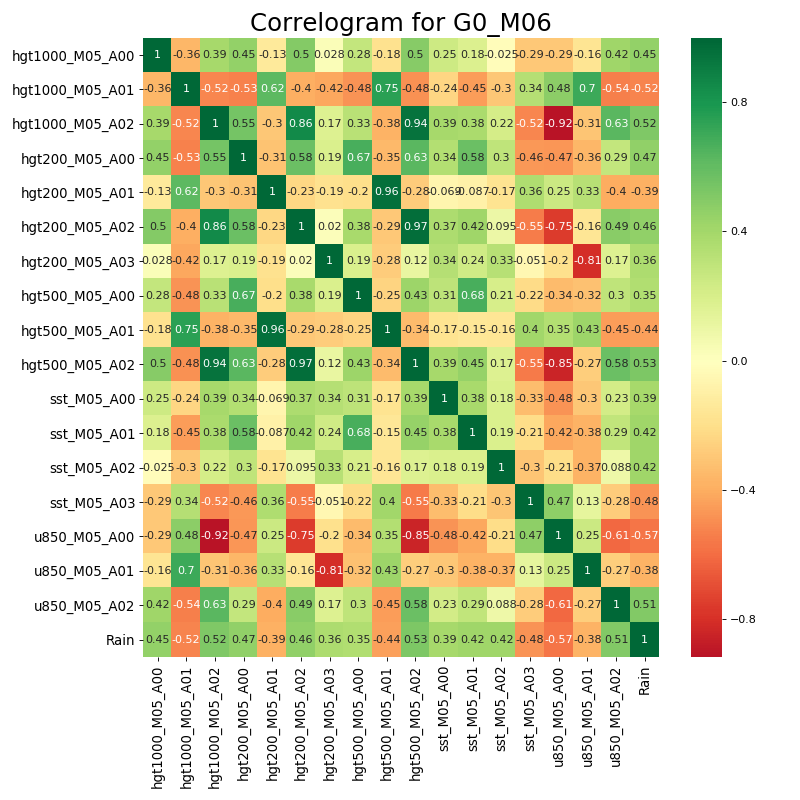 Correlogram for G0_M06
hgt1000_M05_A00 1 -0.36 0.39 0.45 -0.13 0.5 0.028 0.28 -0.18 0.5 0.25 0.18 -0.025 -0.29 -0.29 -0.16 0.42 0.45
hgt1000_M05_A01 -0.36 1 -0.52 -0.53 0.62 -0.4 -0.42 -0.48 0.75 -0.48 -0.24 -0.45 -0.3 0.34 0.48 0.7 -0.54 -0.52
hgt1000_M05_A02 0.39 -0.52 1 0.55 -0.3 0.86 0.17 0.33 -0.38 0.94 0.39 0.38 0.22 -0.52 -0.92 -0.31 0.63 0.52
hgt200_M05_A00 0.45 -0.53 0.55 1 -0.31 0.58 0.19 0.67 -0.35 0.63 0.34 0.58 0.3 -0.46 -0.47 -0.36 0.29 0.47
hgt200_M05_A01 -0.13 0.62 -0.3 -0.31 1 -0.23 -0.19 -0.2 0.96 -0.28 -0.069 -0.087 -0.17 0.36 0.25 0.33 -0.4 -0.39
hgt200_M05_A02 0.5 -0.4 0.86 0.58 -0.23 1 0.02 0.38 -0.29 0.97 0.37 0.42 0.095 -0.55 -0.75 -0.16 0.49 0.46
hgt200_M05_A03 -0.028 -0.42 0.17 0.19 -0.19 0.02 1 0.19 -0.28 0.12 0.34 0.24 0.33 -0.051 -0.2 -0.81 0.17 0.36
hgt500_M05_A00 0.28 -0.48 0.33 0.67 -0.2 0.38 0.19 1 -0.25 0.43 0.31 0.68 0.21 -0.22 -0.34 -0.32 0.3 0.35
hgt500_M05_A01 -0.18 0.75 -0.38 -0.35 0.96 -0.29 -0.28 -0.25 1 -0.34 -0.17 -0.15 -0.16 0.4 0.35 0.43 -0.45 -0.44
hgt500_M05_A02 0.5 -0.48 0.94 0.63 -0.28 0.97 0.12 0.43 -0.34 1 0.39 0.45 0.17 -0.55 -0.85 -0.27 0.58 0.53
sst_M05_A00 0.25 -0.24 0.39 0.34 -0.069 0.37 0.34 0.31 -0.17 0.39 1 0.38 0.18 -0.33 -0.48 -0.3 0.23 0.39
sst_M05_A01 0.18 -0.45 0.38 0.58 -0.087 0.42 0.24 0.68 -0.15 0.45 0.38 1 0.19 -0.21 -0.42 -0.38 0.29 0.42
sst_M05_A02 -0.025 -0.3 0.22 0.3 -0.17 0.095 0.33 0.21 -0.16 0.17 0.18 0.19 1 -0.3 -0.21 -0.37 0.088 0.42
sst_M05_A03 -0.29 0.34 -0.52 -0.46 0.36 -0.55 -0.051 -0.22 0.4 -0.55 -0.33 -0.21 -0.3 1 0.47 0.13 -0.28 -0.48
u850_M05_A00 -0.29 0.48 -0.92 -0.47 0.25 -0.75 -0.2 -0.34 0.35 -0.85 -0.48 -0.42 -0.21 0.47 1 0.25 -0.61 -0.57
u850_M05_A01 -0.16 0.7 -0.31 -0.36 0.33 -0.16 -0.81 -0.32 0.43 -0.27 -0.3 -0.38 -0.37 0.13 0.25 1 -0.27 -0.38
u850_M05_A02 0.42 -0.54 0.63 0.29 -0.4 0.49 0.17 0.3 -0.45 0.58 0.23 0.29 0.088 -0.28 -0.61 -0.27 1 0.51
Rain 0.45 -0.52 0.52 0.47 -0.39 0.46 0.36 0.35 -0.44 0.53 0.39 0.42 0.42 -0.48 -0.57 -0.38 0.51 1
hgt1000_M05_A00
hgt1000_M05_A01
hgt1000_M05_A02
hgt200_M05_A00
hgt200_M05_A01
hgt200_M05_A02
hgt200_M05_A03
hgt500_M05_A00
hgt500_M05_A01
hgt500_M05_A02
sst_M05_A00
sst_M05_A01
sst_M05_A02
sst_M05_A03
u850_M05_A00
u850_M05_A01
u850_M05_A02
Rain
0.8
0.4
0.0
−0.4
−0.8